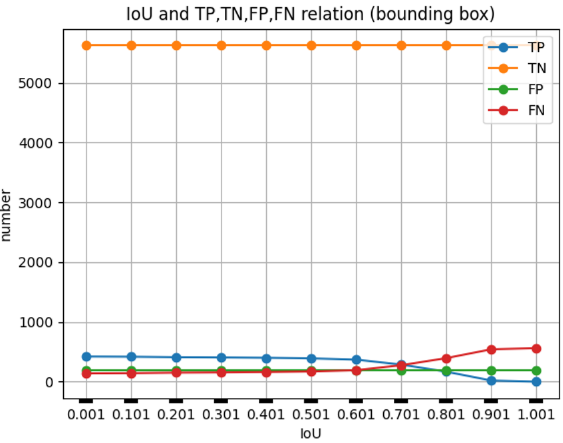 IoU and TP,TN,FP,FN relation (bounding box)
TP
TN
FP
FN
number
5000
4000
3000
2000
1000
0
0.001 0.101 0.201 0.301 0.401 0.501 0.601 0.701 0.801 0.901 1.001
IoU